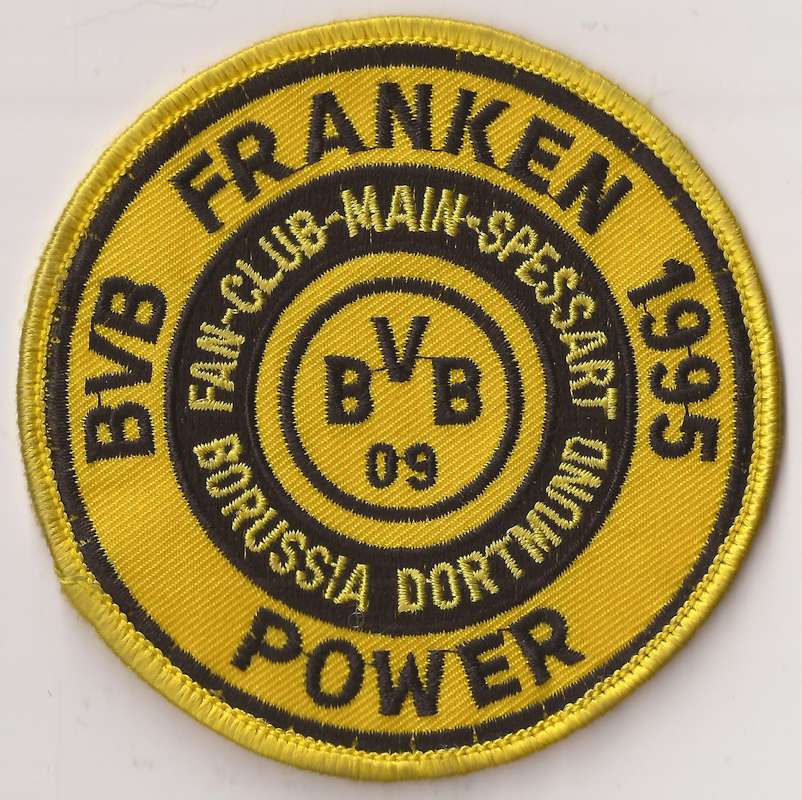 BVB FRANKEN 1995
FAN-CLUB-MAIN-SPESSART
BVB
09
BORUSSIA DORTMUND
POWER